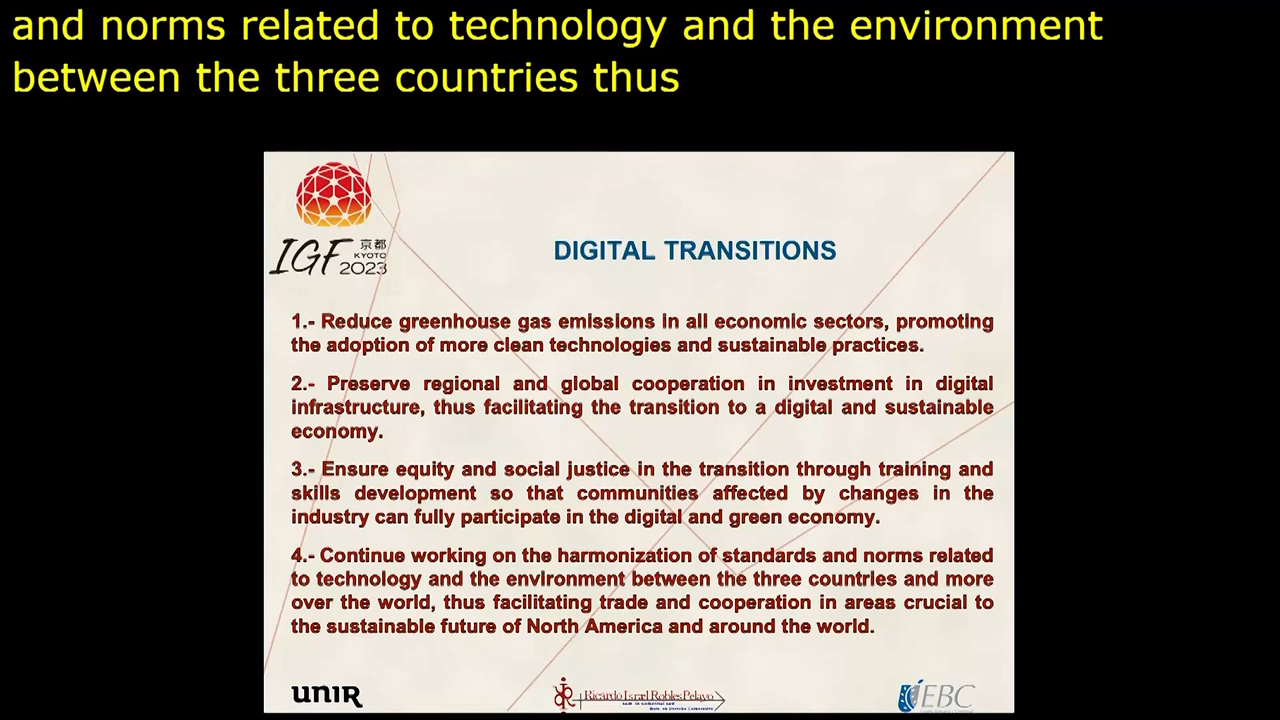 and norms related to technology and the environment
between the three countries thus
IGF 京都
KYOTO
2023
DIGITAL TRANSITIONS
1.- Reduce greenhouse gas emissions in all economic sectors, promoting
the adoption of more clean technologies and sustainable practices.
2.- Preserve regional and global cooperation in investment in digital
infrastructure, thus facilitating the transition to a digital and sustainable
economy.
3.- Ensure equity and social justice in the transition through training and
skills development so that communities affected by changes in the
industry can fully participate in the digital and green economy.
4.- Continue working on the harmonization of standards and norms related
to technology and the environment between the three countries and more
over the world, thus facilitating trade and cooperation in areas crucial to
the sustainable future of North America and around the world.
unir
Ricardo Israel Robles Pelayo
EBC